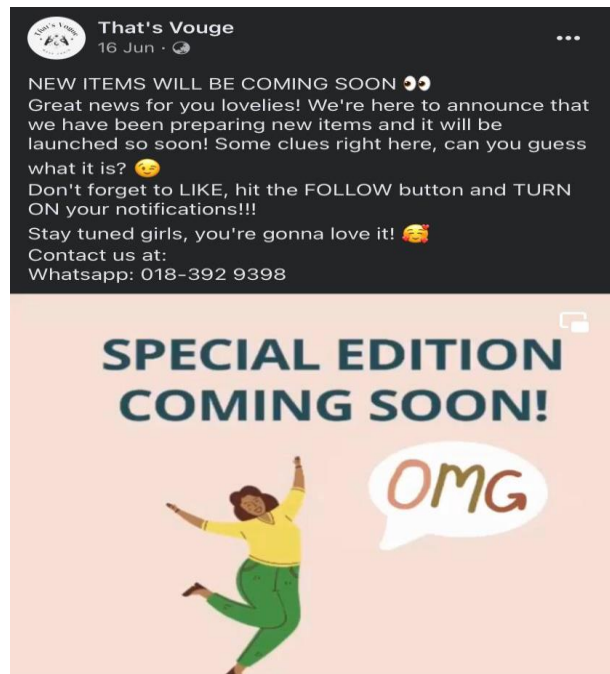 That's Vouge
That's Vouge
16 Jun ·
NEW ITEMS WILL BE COMING SOON 👀
Great news for you lovelies! We're here to announce that
we have been preparing new items and it will be
launched so soon! Some clues right here, can you guess
what it is? 😉
Don't forget to LIKE, hit the FOLLOW button and TURN
ON your notifications!!!
Stay tuned girls, you're gonna love it! 🥰
Contact us at:
Whatsapp: 018-392 9398
SPECIAL EDITION
COMING SOON!
OMG